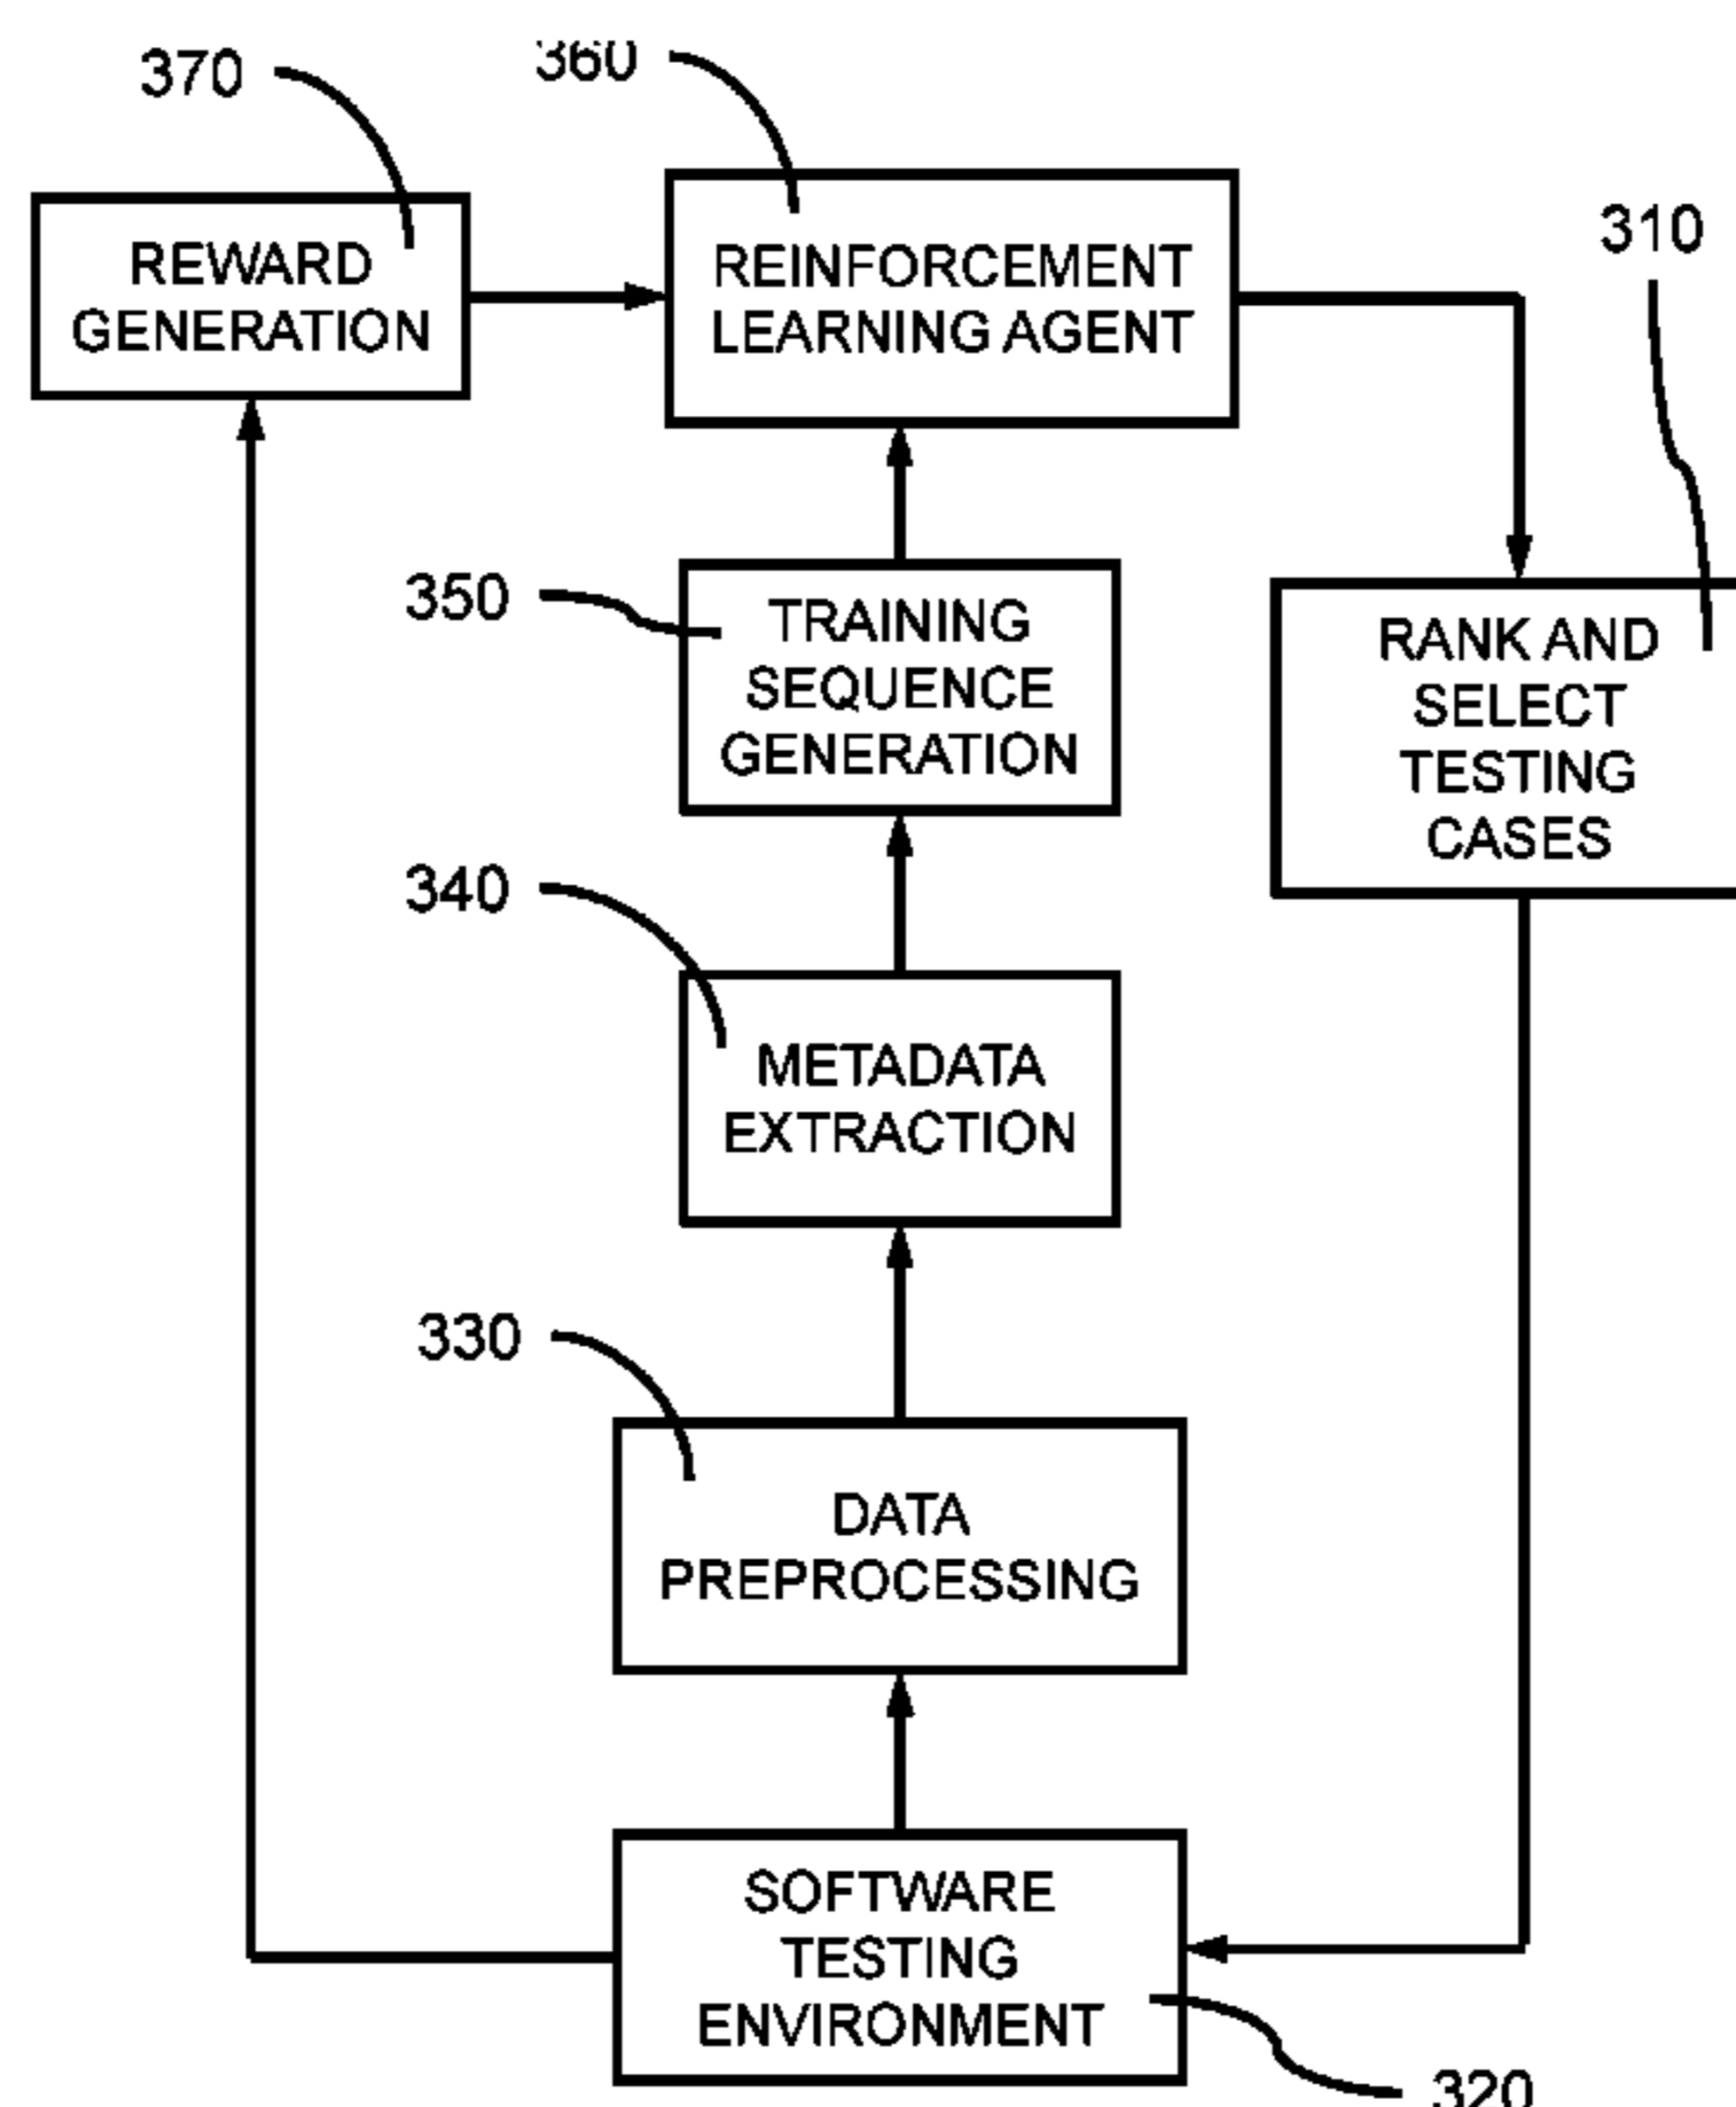 370
360
310
REWARD
GENERATION
REINFORCEMENT
LEARNING AGENT
350
TRAINING
SEQUENCE
GENERATION
RANK AND
SELECT
TESTING
CASES
340
METADATA
EXTRACTION
330
DATA
PREPROCESSING
SOFTWARE
TESTING
ENVIRONMENT
320